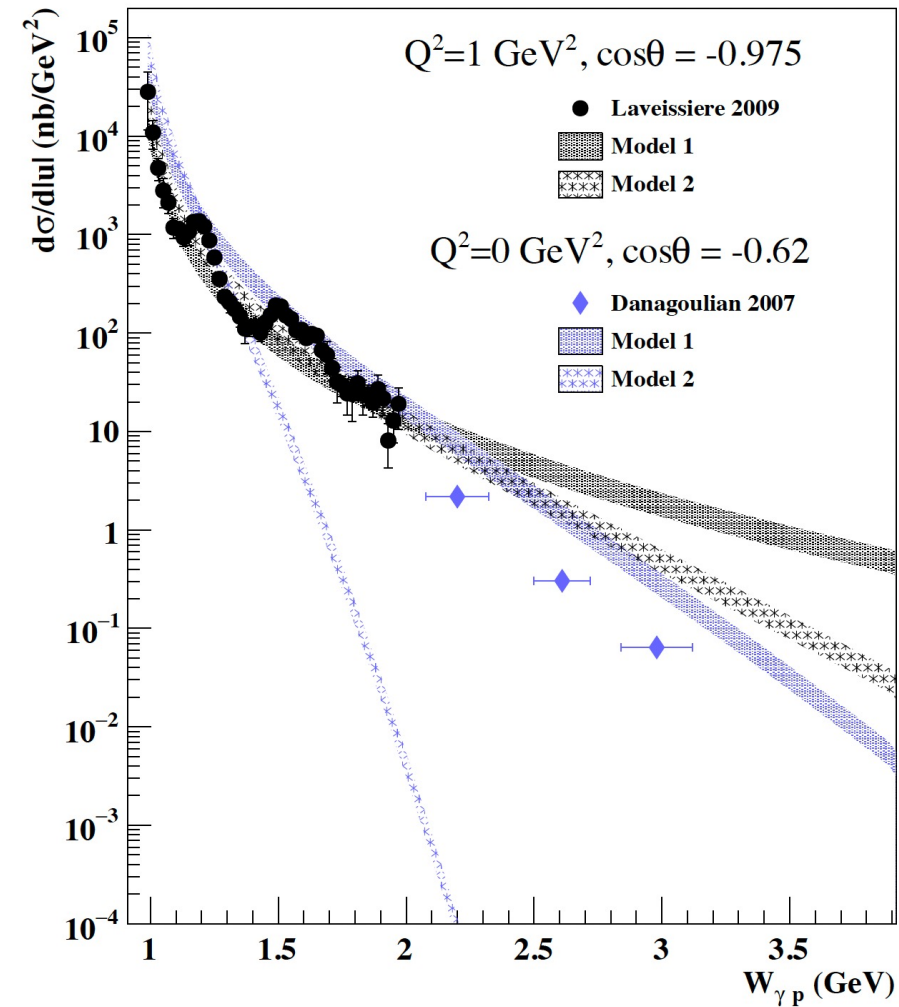 dσ/d|u| (nb/GeV²)
10⁵
10⁴
10³
10²
10
1
10⁻¹
10⁻²
10⁻³
10⁻⁴
Q²=1 GeV², cosθ = -0.975
Laveissiere 2009
Model 1
Model 2
Q²=0 GeV², cosθ = -0.62
Danagoulian 2007
Model 1
Model 2
1 1.5 2 2.5 3 3.5
W_γ p (GeV)